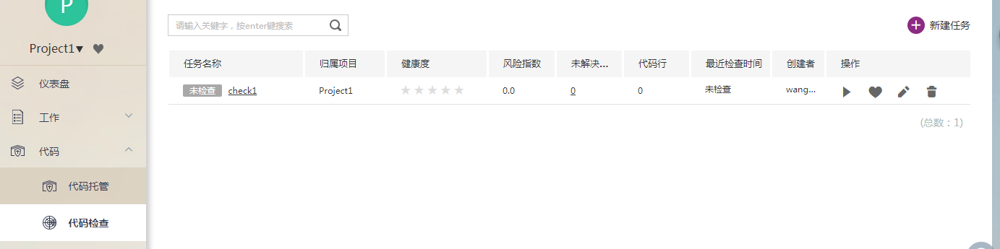 P
Project1
仪表盘
工作
代码
代码托管
代码检查
请输入关键字，按enter键搜索
新建任务
任务名称 归属项目 健康度 风险指数 未解决... 代码行 最近检查时间 创建者 操作
未检查 check1 Project1 0.0 0 0 未检查 wang...
(总数：1)